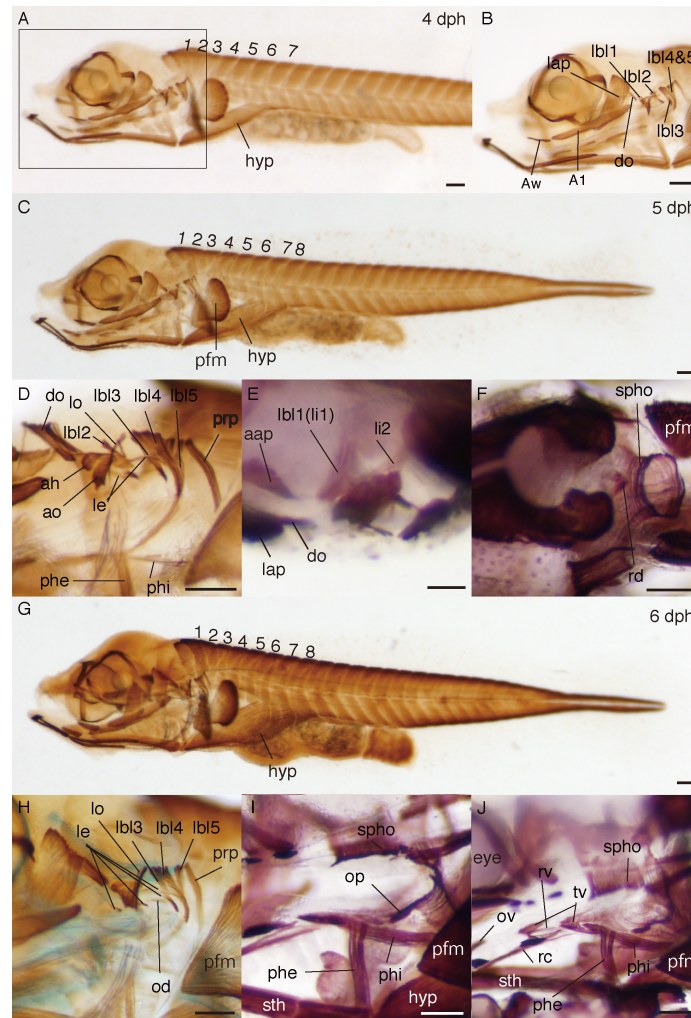 A
4 dph
1 2 3 4 5 6 7
hyp
B
lbl1
lbl4&5
lap
lbl2
lbl3
do
Aw
A1
C
5 dph
1 2 3 4 5 6 7 8
pfm
hyp
D
do
lo
lbl3
lbl4
lbl5
lbl2
prp
ah
ao
le
phe
phi
E
lbl1(li1)
aap
li2
lap
do
F
spho
pfm
rd
G
6 dph
1 2 3 4 5 6 7 8
hyp
H
lo
le
lbl3
lbl4
lbl5
prp
pfm
od
I
spho
op
pfm
phe
phi
sth
hyp
J
eye
spho
rv
tv
ov
rc
pfm
phi
sth
phe